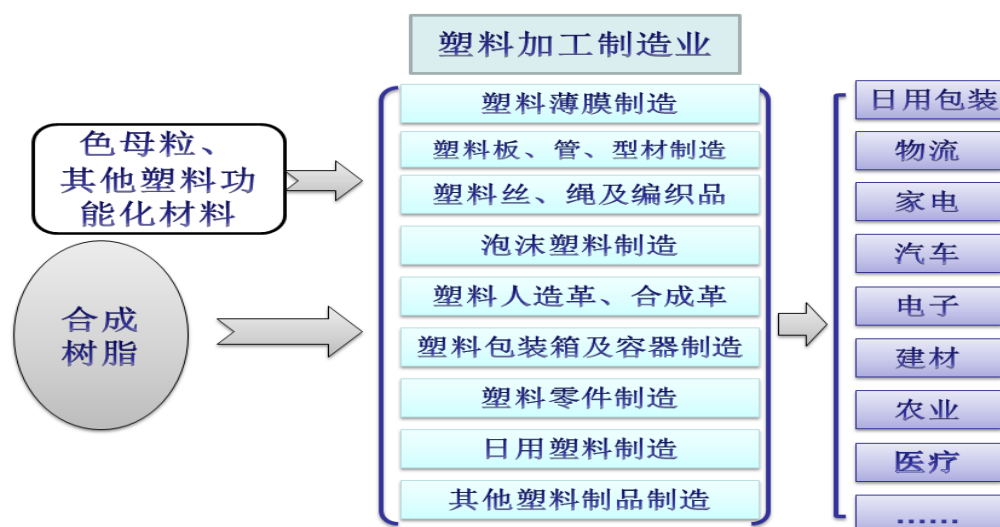 塑料加工制造业
色母粒、
其他塑料功
能化材料
合成
树脂
塑料薄膜制造
塑料板、管、型材制造
塑料丝、绳及编织品
泡沫塑料制造
塑料人造革、合成革
塑料包装箱及容器制造
塑料零件制造
日用塑料制造
其他塑料制品制造
日用包装
物流
家电
汽车
电子
建材
农业
医疗
......